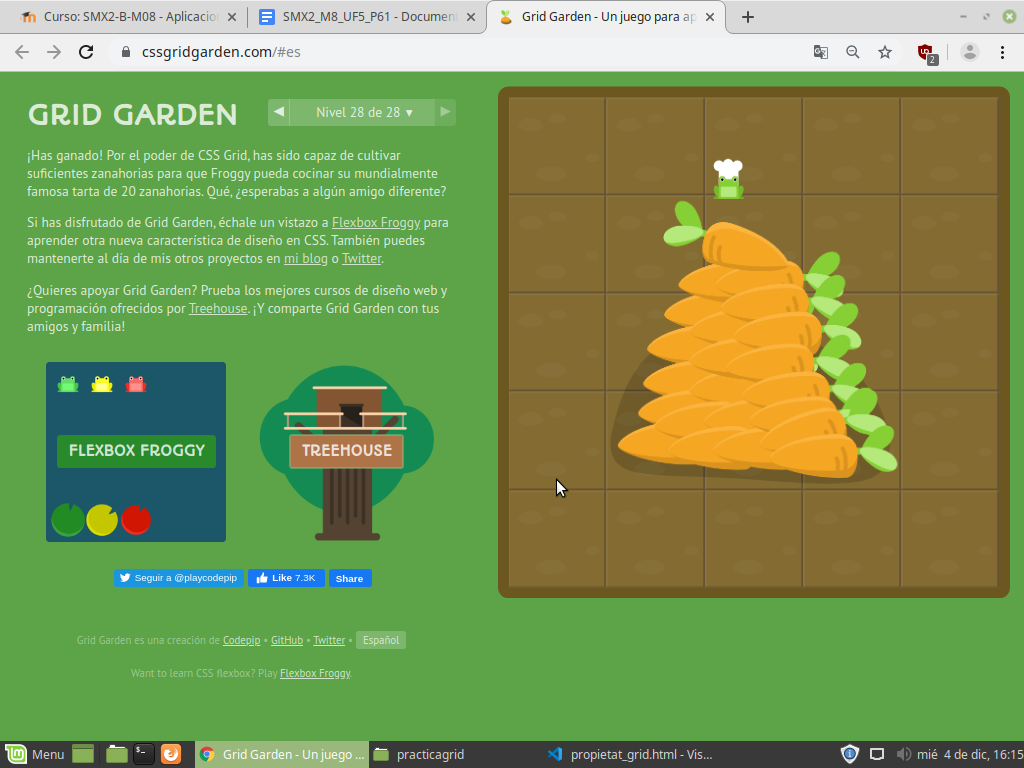 Curso: SMX2-B-M08 - Aplicacio
SMX2_M8_UF5_P61 - Document
Grid Garden - Un juego para ap
cssgridgarden.com/#es
2
GRID GARDEN
Nivel 28 de 28 ▾
¡Has ganado! Por el poder de CSS Grid, has sido capaz de cultivar
suficientes zanahorias para que Froggy pueda cocinar su mundialmente
famosa tarta de 20 zanahorias. Qué, ¿esperabas a algún amigo diferente?
Si has disfrutado de Grid Garden, échale un vistazo a Flexbox Froggy para
aprender otra nueva característica de diseño en CSS. También puedes
mantenerte al día de mis otros proyectos en mi blog o Twitter.
¿Quieres apoyar Grid Garden? Prueba los mejores cursos de diseño web y
programación ofrecidos por Treehouse. ¡Y comparte Grid Garden con tus
amigos y familia!
FLEXBOX FROGGY
TREEHOUSE
Seguir a @playcodepip
Like 7.3K
Share
Grid Garden es una creación de Codepip • GitHub • Twitter • Español
Want to learn CSS flexbox? Play Flexbox Froggy.
Menu
$_
Grid Garden - Un juego ...
practicagrid
propietat_grid.html - Vis...
mié 4 de dic, 16:15